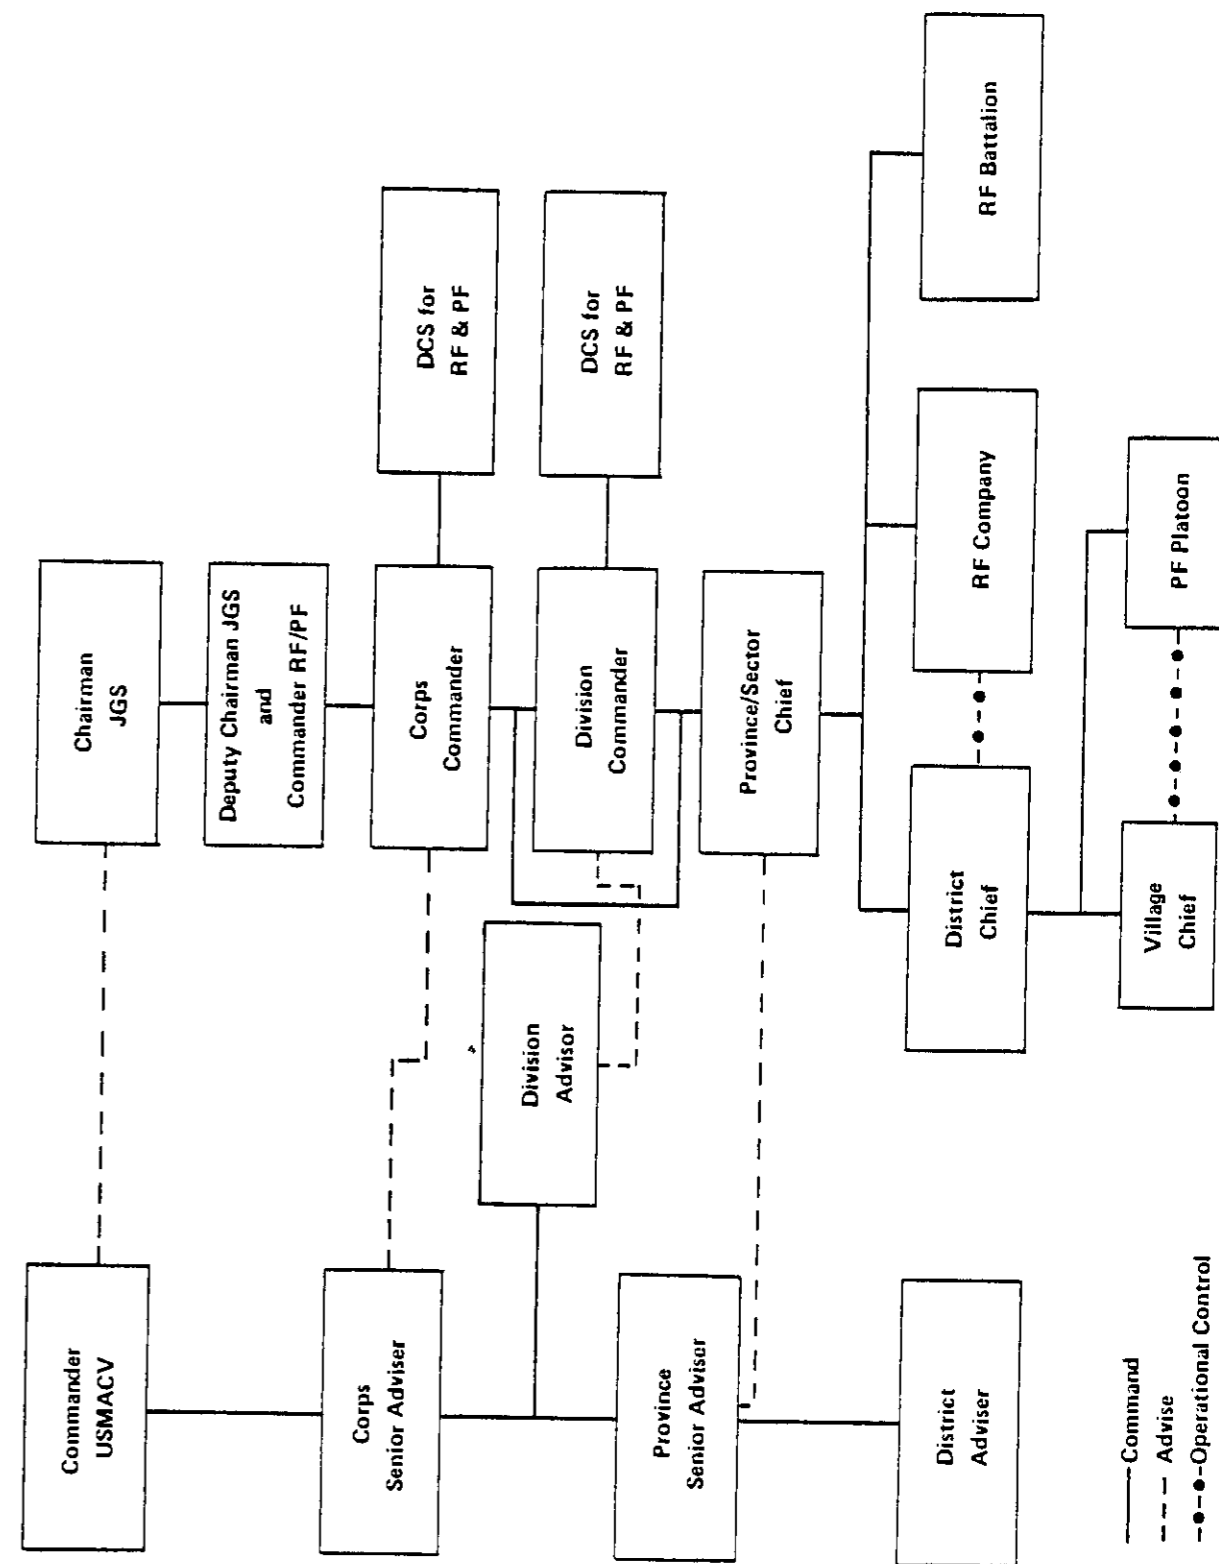 Commander
USMACV
Chairman
JGS
Deputy Chairman JGS
and
Commander RF/PF
Corps
Senior Adviser
Corps
Commander
DCS for
RF & PF
Division
Advisor
Division
Commander
DCS for
RF & PF
Province
Senior Advisor
Province/Sector
Chief
District
Adviser
District
Chief
RF Company
RF Battalion
Village
Chief
PF Platoon
Command
Advise
Operational Control